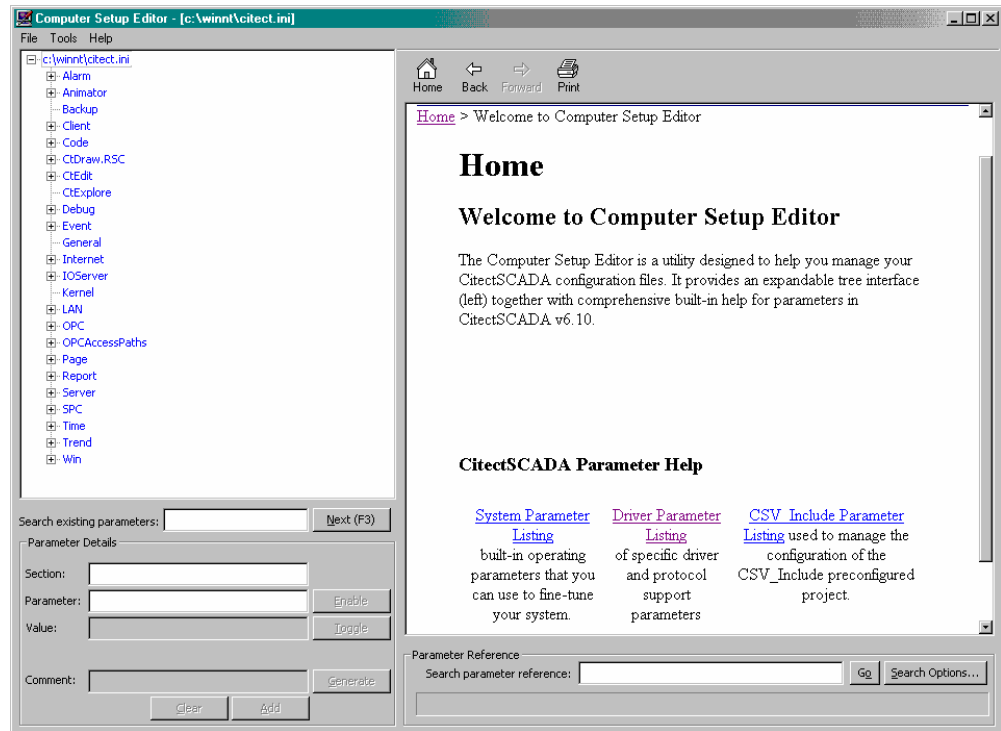 Computer Setup Editor - [c:\winnt\citect.ini]
File Tools Help
c:\winnt\citect.ini
Alarm
Animator
Backup
Client
Code
CtDraw.RSC
CtEdit
CtExplore
Debug
Event
General
Internet
IOServer
Kernel
LAN
OPC
OPCAccessPaths
Page
Report
Server
SPC
Time
Trend
Win
Search existing parameters:
Next (F3)
Parameter Details
Section:
Parameter:
Enable
Value:
Toggle
Comment:
Generate
Clear
Add
Home Back Forward Print
Home > Welcome to Computer Setup Editor
Home
Welcome to Computer Setup Editor
The Computer Setup Editor is a utility designed to help you manage your
CitectSCADA configuration files. It provides an expandable tree interface
(left) together with comprehensive built-in help for parameters in
CitectSCADA v6.10.
CitectSCADA Parameter Help
System Parameter
Listing
built-in operating
parameters that you
can use to fine-tune
your system.
Driver Parameter
Listing
of specific driver
and protocol
support
parameters
CSV_Include Parameter
Listing used to manage the
configuration of the
CSV_Include preconfigured
project.
Parameter Reference
Search parameter reference:
Go
Search Options...